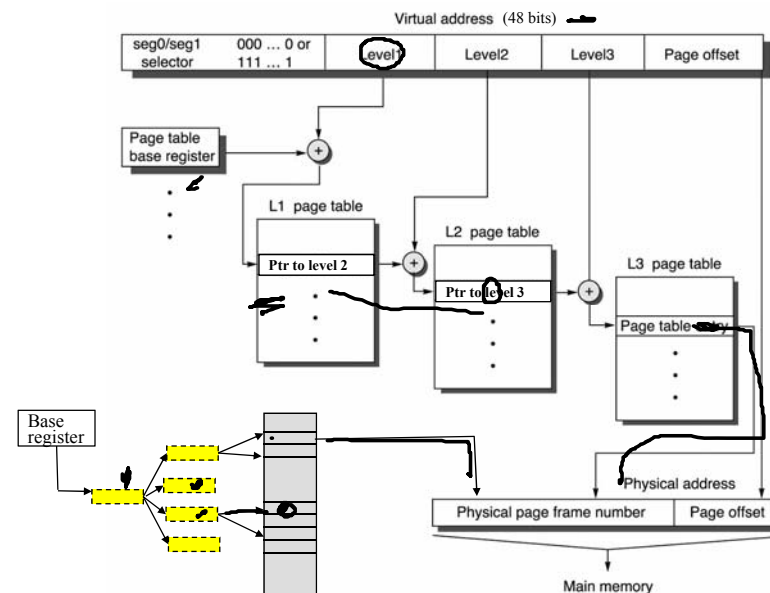 Virtual address (48 bits)
seg0/seg1 000 ... 0 or
selector 111 ... 1
Level1
Level2
Level3
Page offset
Page table
base register
+
L1 page table
Ptr to level 2
+
L2 page table
Ptr to level 3
+
L3 page table
Page table
Base
register
Physical address
Physical page frame number
Page offset
Main memory